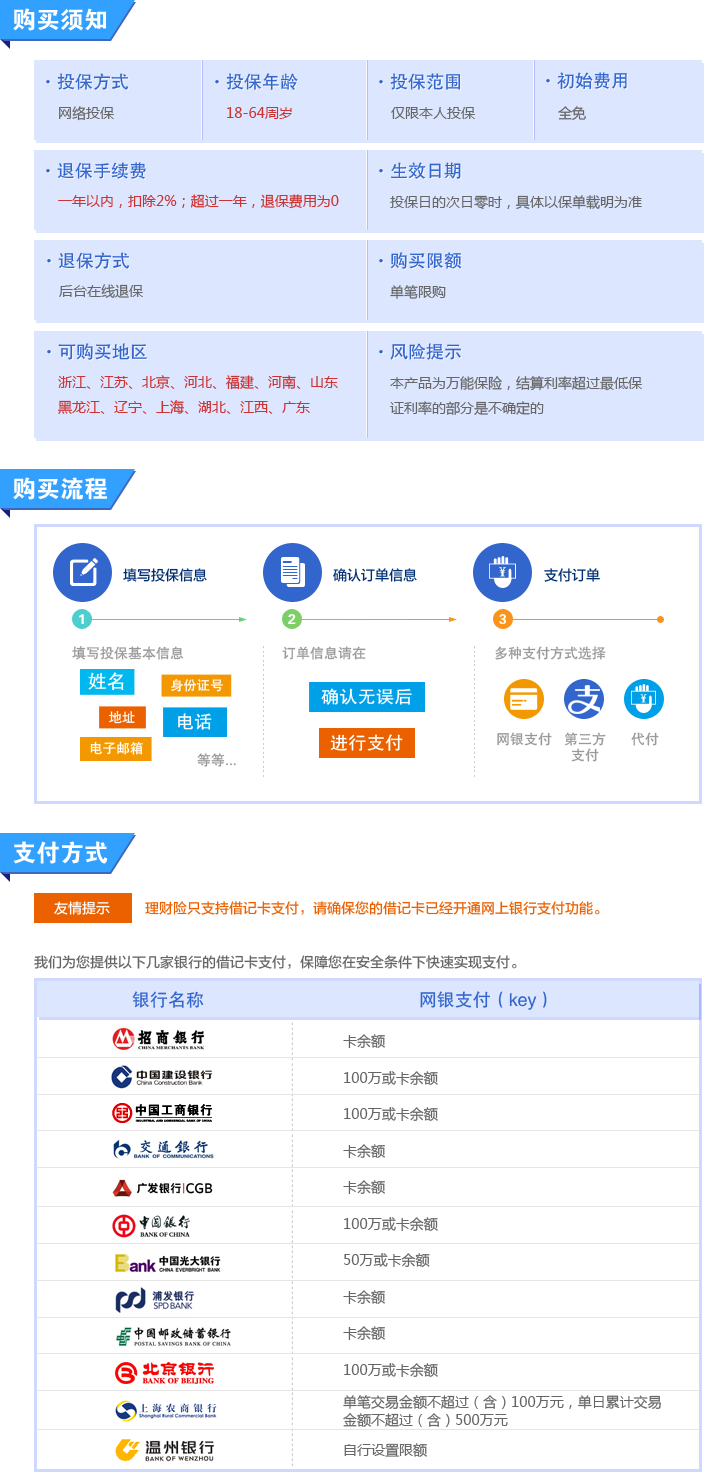 购买须知
· 投保方式
网络投保
· 投保年龄
18-64周岁
· 投保范围
仅限本人投保
· 初始费用
全免
· 退保手续费
一年以内，扣除2%；超过一年，退保费用为0
· 生效日期
投保日的次日零时，具体以保单载明为准
· 退保方式
后台在线退保
· 购买限额
单笔限购
· 可购买地区
浙江、江苏、北京、河北、福建、河南、山东
黑龙江、辽宁、上海、湖北、江西、广东
· 风险提示
本产品为万能保险，结算利率超过最低保
证利率的部分是不确定的
购买流程
填写投保信息
确认订单信息
支付订单
1
2
3
填写投保基本信息
姓名
身份证号
地址
电话
电子邮箱
等等...
订单信息请在
确认无误后
进行支付
多种支付方式选择
网银支付
第三方
支付
代付
支付方式
友情提示
理财险只支持借记卡支付，请确保您的借记卡已经开通网上银行支付功能。
我们为您提供以下几家银行的借记卡支付，保障您在安全条件下快速实现支付。
银行名称
网银支付（key）
招商银行
CHINA MERCHANTS BANK
卡余额
中国建设银行
China Construction Bank
100万或卡余额
中国工商银行
INDUSTRIAL AND COMMERCIAL BANK OF CHINA
100万或卡余额
交通銀行
BANK OF COMMUNICATIONS
卡余额
广发银行|CGB
卡余额
中国银行
BANK OF CHINA
100万或卡余额
Bank 中国光大银行
CHINA EVERBRIGHT BANK
50万或卡余额
浦发银行
SPD BANK
卡余额
中国邮政储蓄银行
POSTAL SAVINGS BANK OF CHINA
卡余额
北京银行
BANK OF BEIJING
100万或卡余额
上海农商银行
Shanghai Rural Commercial Bank
单笔交易金额不超过（含）100万元，单日累计交易
金额不超过（含）500万元
温州银行
BANK OF WENZHOU
自行设置限额